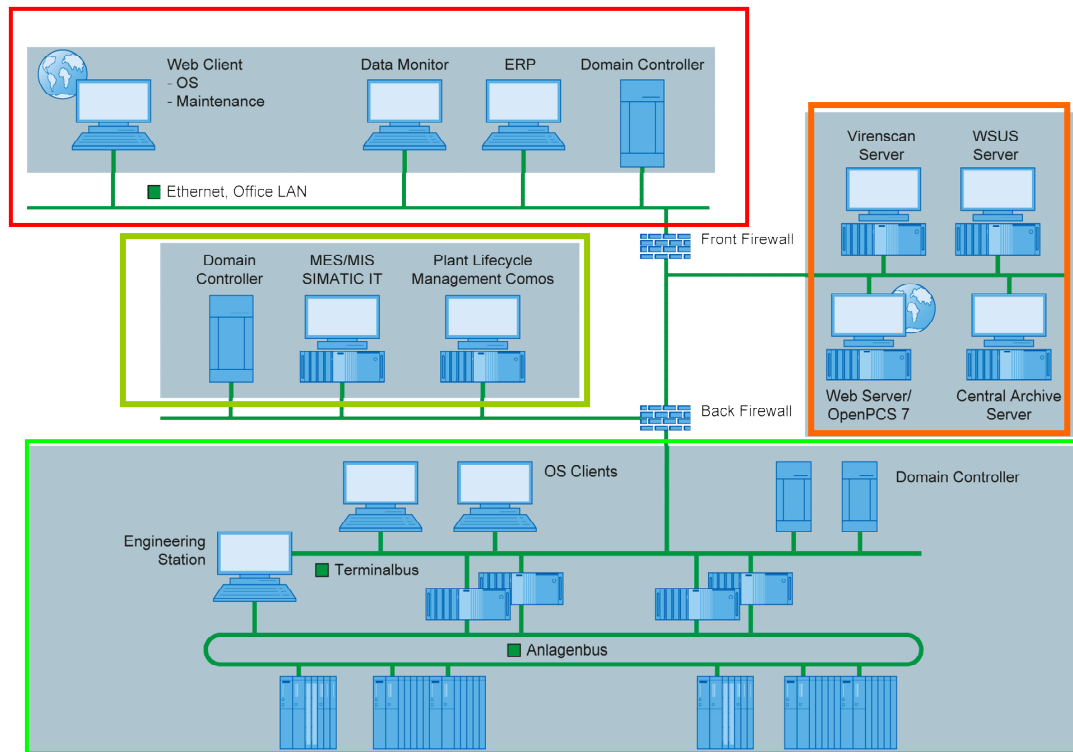 Web Client
- OS
- Maintenance
Data Monitor
ERP
Domain Controller
Ethernet, Office LAN
Virenscan
Server
WSUS
Server
Front Firewall
Domain
Controller
MES/MIS
SIMATIC IT
Plant Lifecycle
Management Comos
Web Server/
OpenPCS 7
Central Archive
Server
Back Firewall
OS Clients
Domain Controller
Engineering
Station
Terminalbus
Anlagenbus